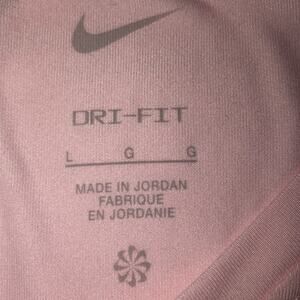 DRI-FIT
L G G
MADE IN JORDAN
FABRIQUE
EN JORDANIE